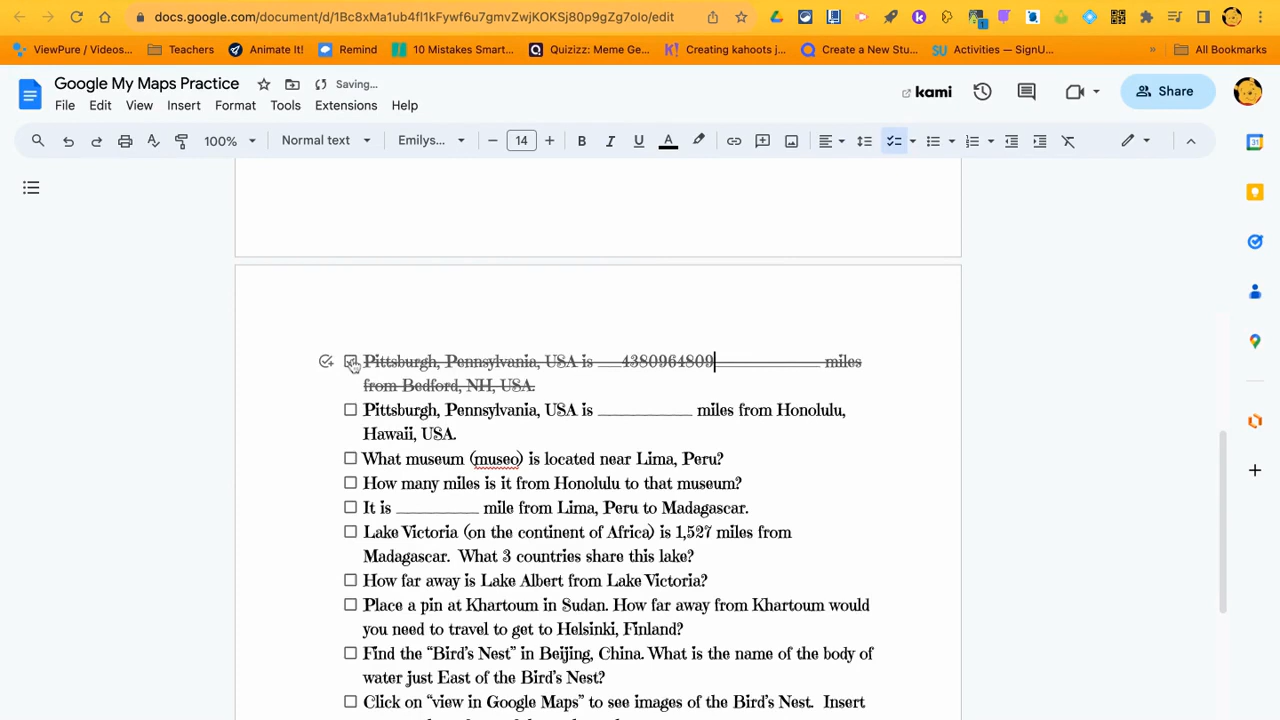 docs.google.com/document/d/1Bc8xMa1ub4fl1kFywf6u7gmvZwjKOKSj80p9gZg7oIo/edit
ViewPure / Videos... Teachers Animate It! Remind 10 Mistakes Smart... Quizizz: Meme Ge... Creating kahoots j... Create a New Stu... SU Activities — SignU... » All Bookmarks
Google My Maps Practice Saving...
File Edit View Insert Format Tools Extensions Help
kami Share
100% Normal text Emilys... 14 B I U A
Pittsburgh, Pennsylvania, USA is ___4380964809______________ miles
from Bedford, NH, USA.
Pittsburgh, Pennsylvania, USA is ____________ miles from Honolulu,
Hawaii, USA.
What museum (museo) is located near Lima, Peru?
How many miles is it from Honolulu to that museum?
It is ___________ mile from Lima, Peru to Madagascar.
Lake Victoria (on the continent of Africa) is 1,527 miles from
Madagascar. What 3 countries share this lake?
How far away is Lake Albert from Lake Victoria?
Place a pin at Khartoum in Sudan. How far away from Khartoum would
you need to travel to get to Helsinki, Finland?
Find the “Bird’s Nest” in Beijing, China. What is the name of the body of
water just East of the Bird’s Nest?
Click on “view in Google Maps” to see images of the Bird’s Nest. Insert